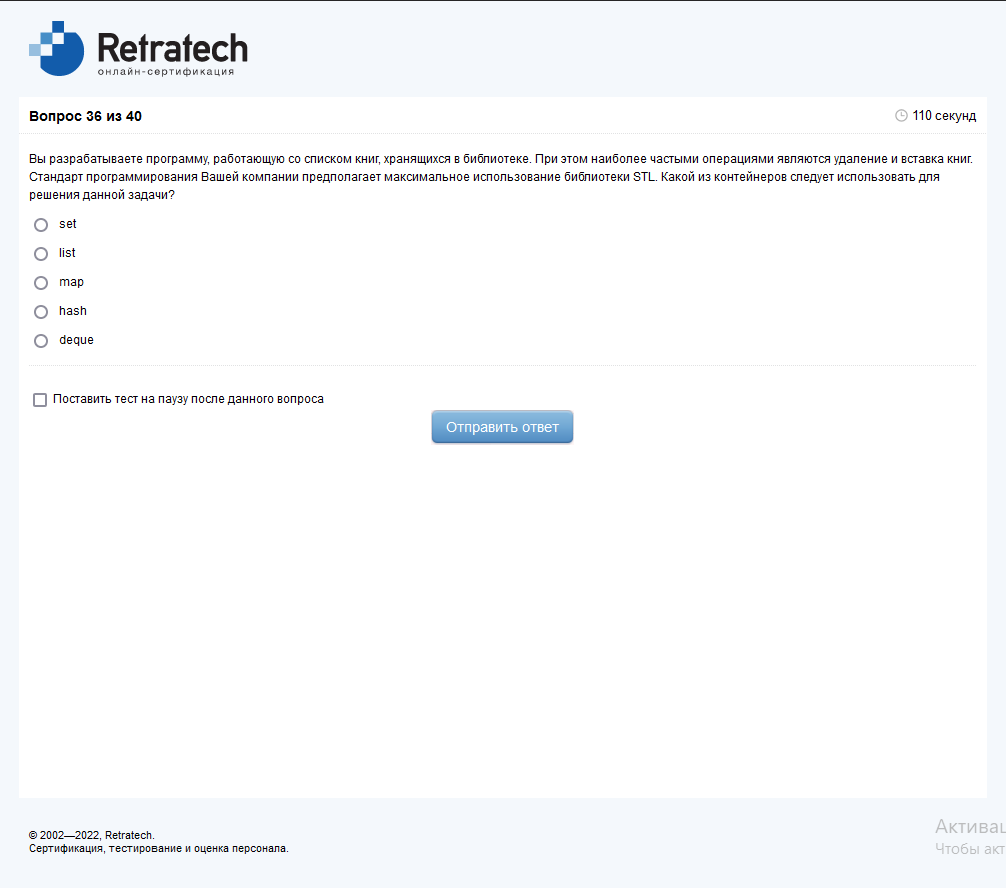 Retratech
онлайн-сертификация
Вопрос 36 из 40
110 секунд
Вы разрабатываете программу, работающую со списком книг, хранящихся в библиотеке. При этом наиболее частыми операциями являются удаление и вставка книг.
Стандарт программирования Вашей компании предполагает максимальное использование библиотеки STL. Какой из контейнеров следует использовать для
решения данной задачи?
set
list
map
hash
deque
Поставить тест на паузу после данного вопроса
Отправить ответ
© 2002—2022, Retratech.
Сертификация, тестирование и оценка персонала.
Чтобы